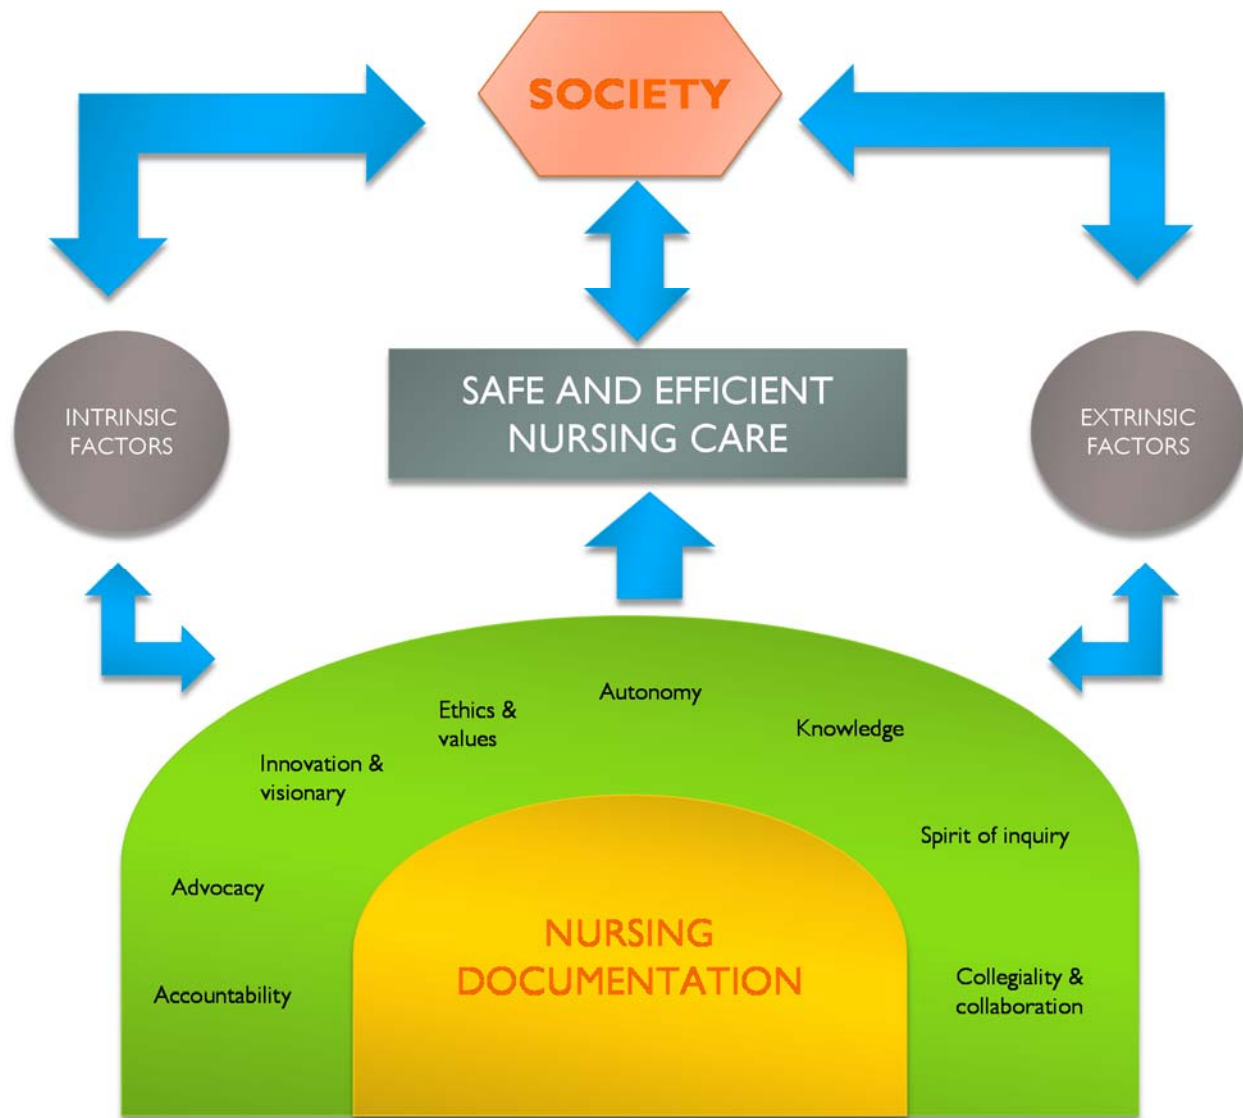 SOCIETY
INTRINSIC
FACTORS
SAFE AND EFFICIENT
NURSING CARE
EXTRINSIC
FACTORS
Autonomy
Ethics &
values
Knowledge
Innovation &
visionary
Spirit of inquiry
Advocacy
NURSING
DOCUMENTATION
Accountability
Collegiality &
collaboration